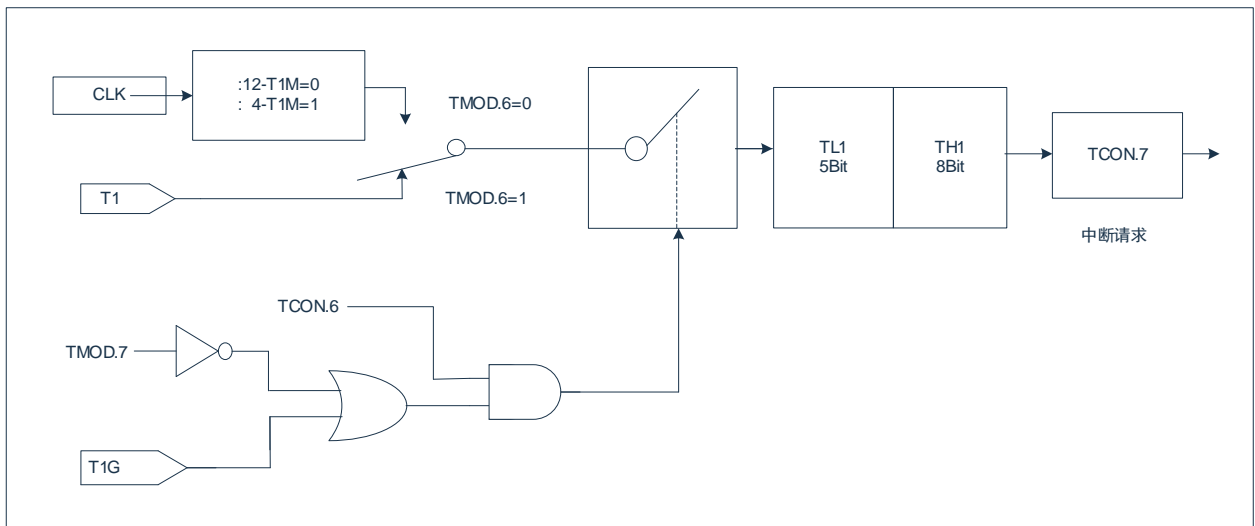 :12-T1M=0
CLK
: 4-T1M=1
TMOD.6=0
TL1
5Bit
TH1
8Bit
TCON.7
T1
TMOD.6=1
中断请求
TCON.6
TMOD.7
T1G